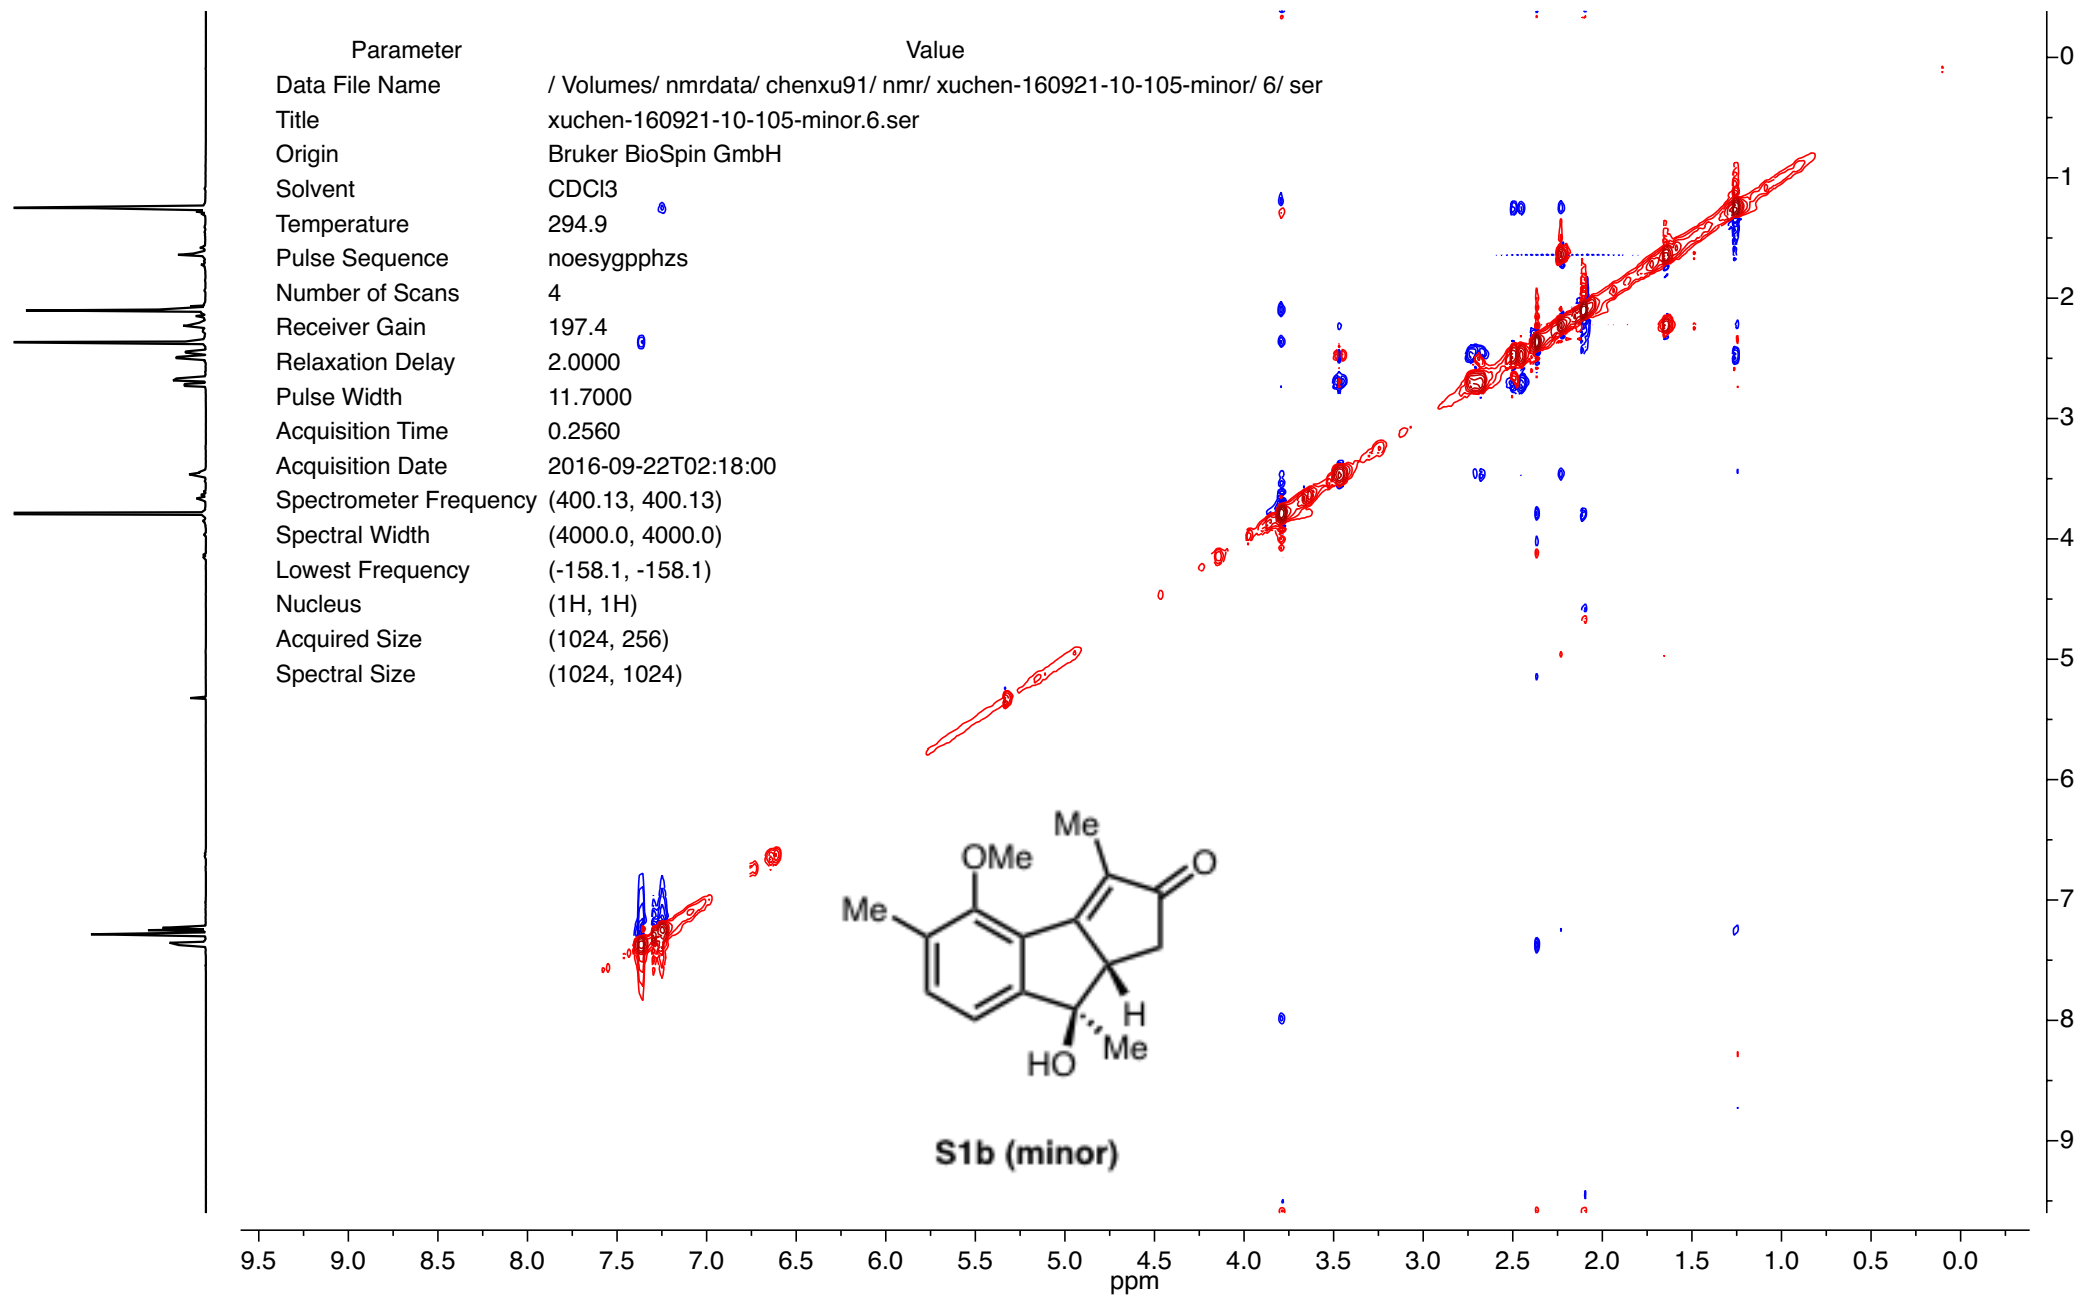 Parameter Value
Data File Name / Volumes/ nmrdata/ chenxu91/ nmr/ xuchen-160921-10-105-minor/ 6/ ser
Title xuchen-160921-10-105-minor.6.ser
Origin Bruker BioSpin GmbH
Solvent CDCl3
Temperature 294.9
Pulse Sequence noesygpphzs
Number of Scans 4
Receiver Gain 197.4
Relaxation Delay 2.0000
Pulse Width 11.7000
Acquisition Time 0.2560
Acquisition Date 2016-09-22T02:18:00
Spectrometer Frequency (400.13, 400.13)
Spectral Width (4000.0, 4000.0)
Lowest Frequency (-158.1, -158.1)
Nucleus (1H, 1H)
Acquired Size (1024, 256)
Spectral Size (1024, 1024)
0
1
2
3
4
5
6
7
8
9
Me
OMe
O
Me
H
Me
HO
S1b (minor)
9.5 9.0 8.5 8.0 7.5 7.0 6.5 6.0 5.5 5.0 4.5 4.0 3.5 3.0 2.5 2.0 1.5 1.0 0.5 0.0
ppm